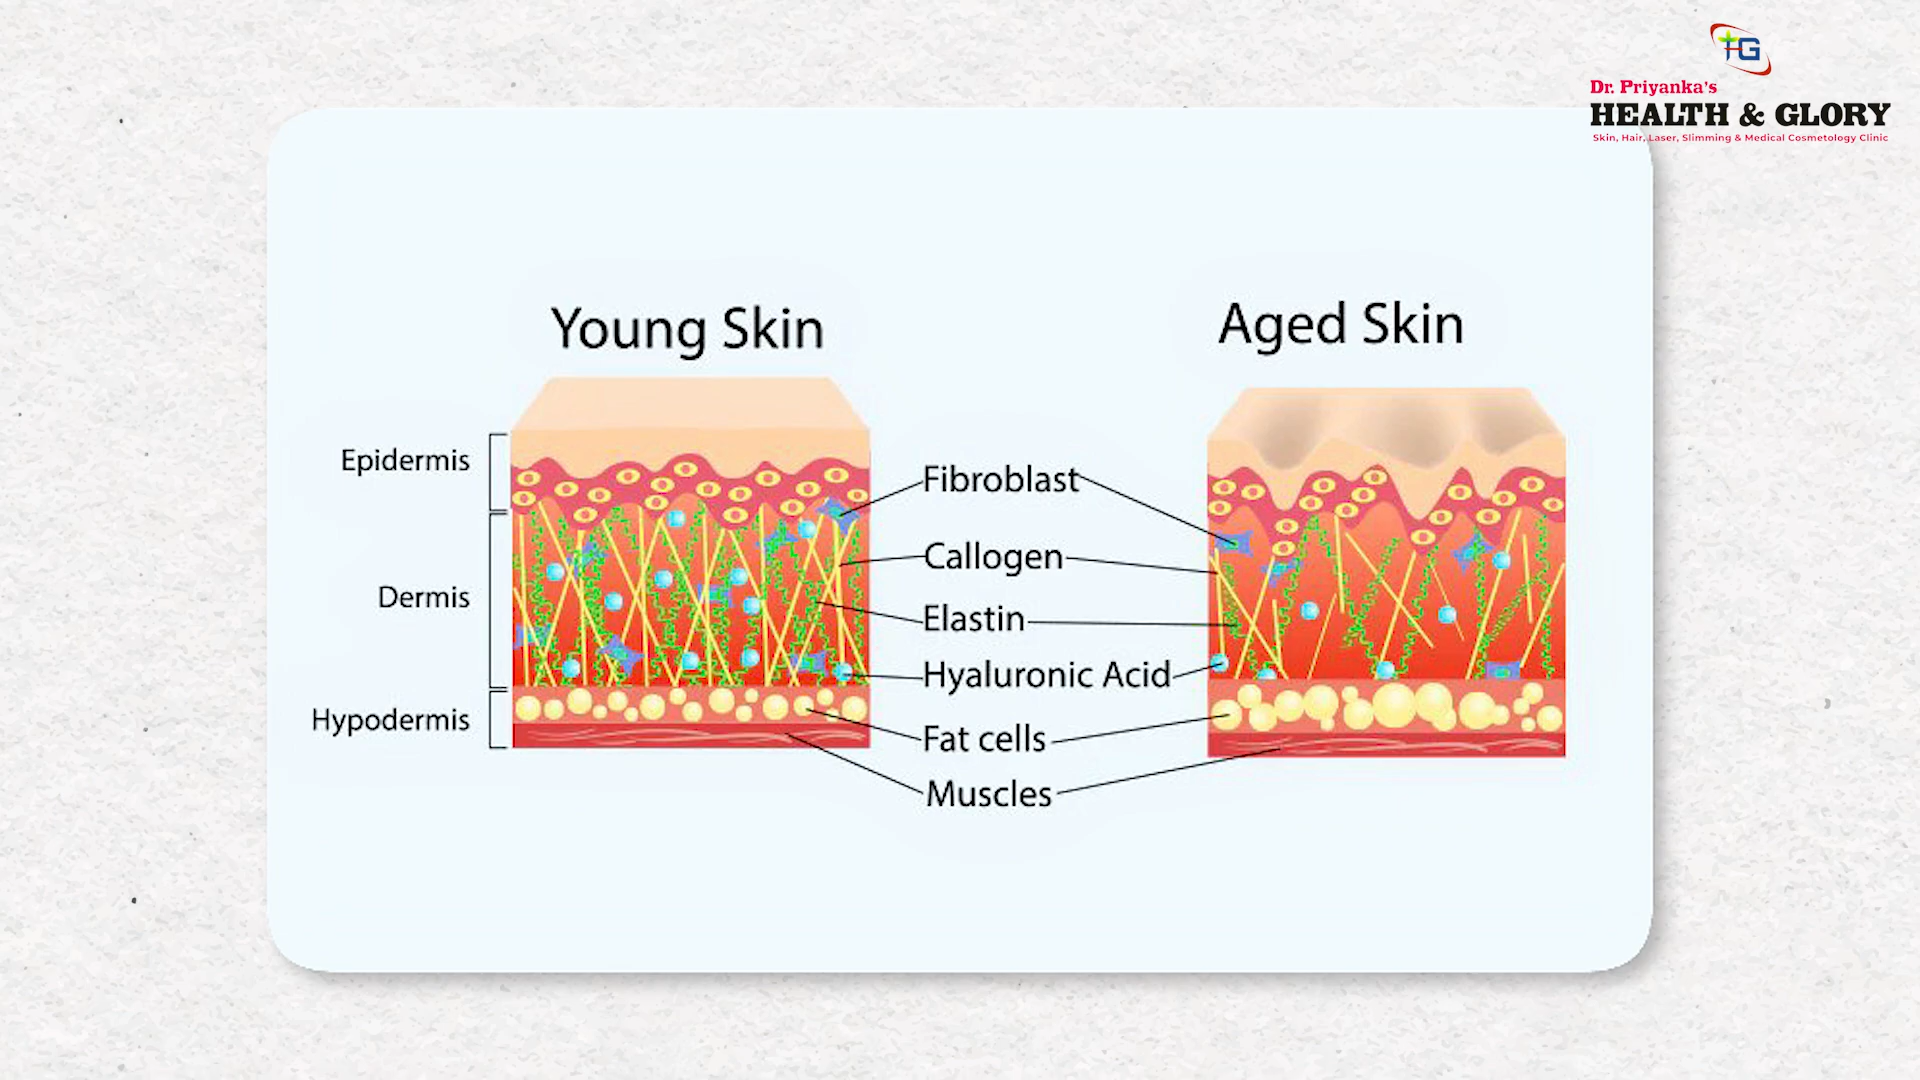 Dr. Priyanka's
HEALTH & GLORY
Skin, Hair, Laser, Slimming & Medical Cosmetology Clinic
Young Skin
Aged Skin
Epidermis
Dermis
Hypodermis
Fibroblast
Callogen
Elastin
Hyaluronic Acid
Fat cells
Muscles